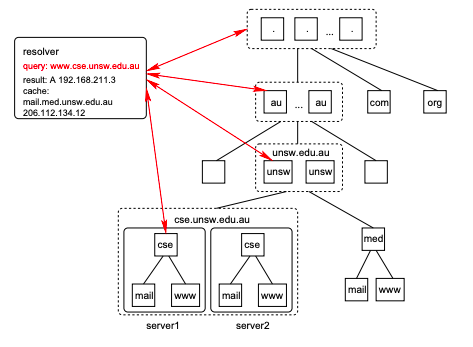 resolver
query: www.cse.unsw.edu.au
result: A 192.168.211.3
cache:
mail.med.unsw.edu.au
206.112.134.12
. . ... .
au ... au
com
org
unsw.edu.au
unsw unsw
cse.unsw.edu.au
cse cse
med
mail www mail www
mail www
server1 server2